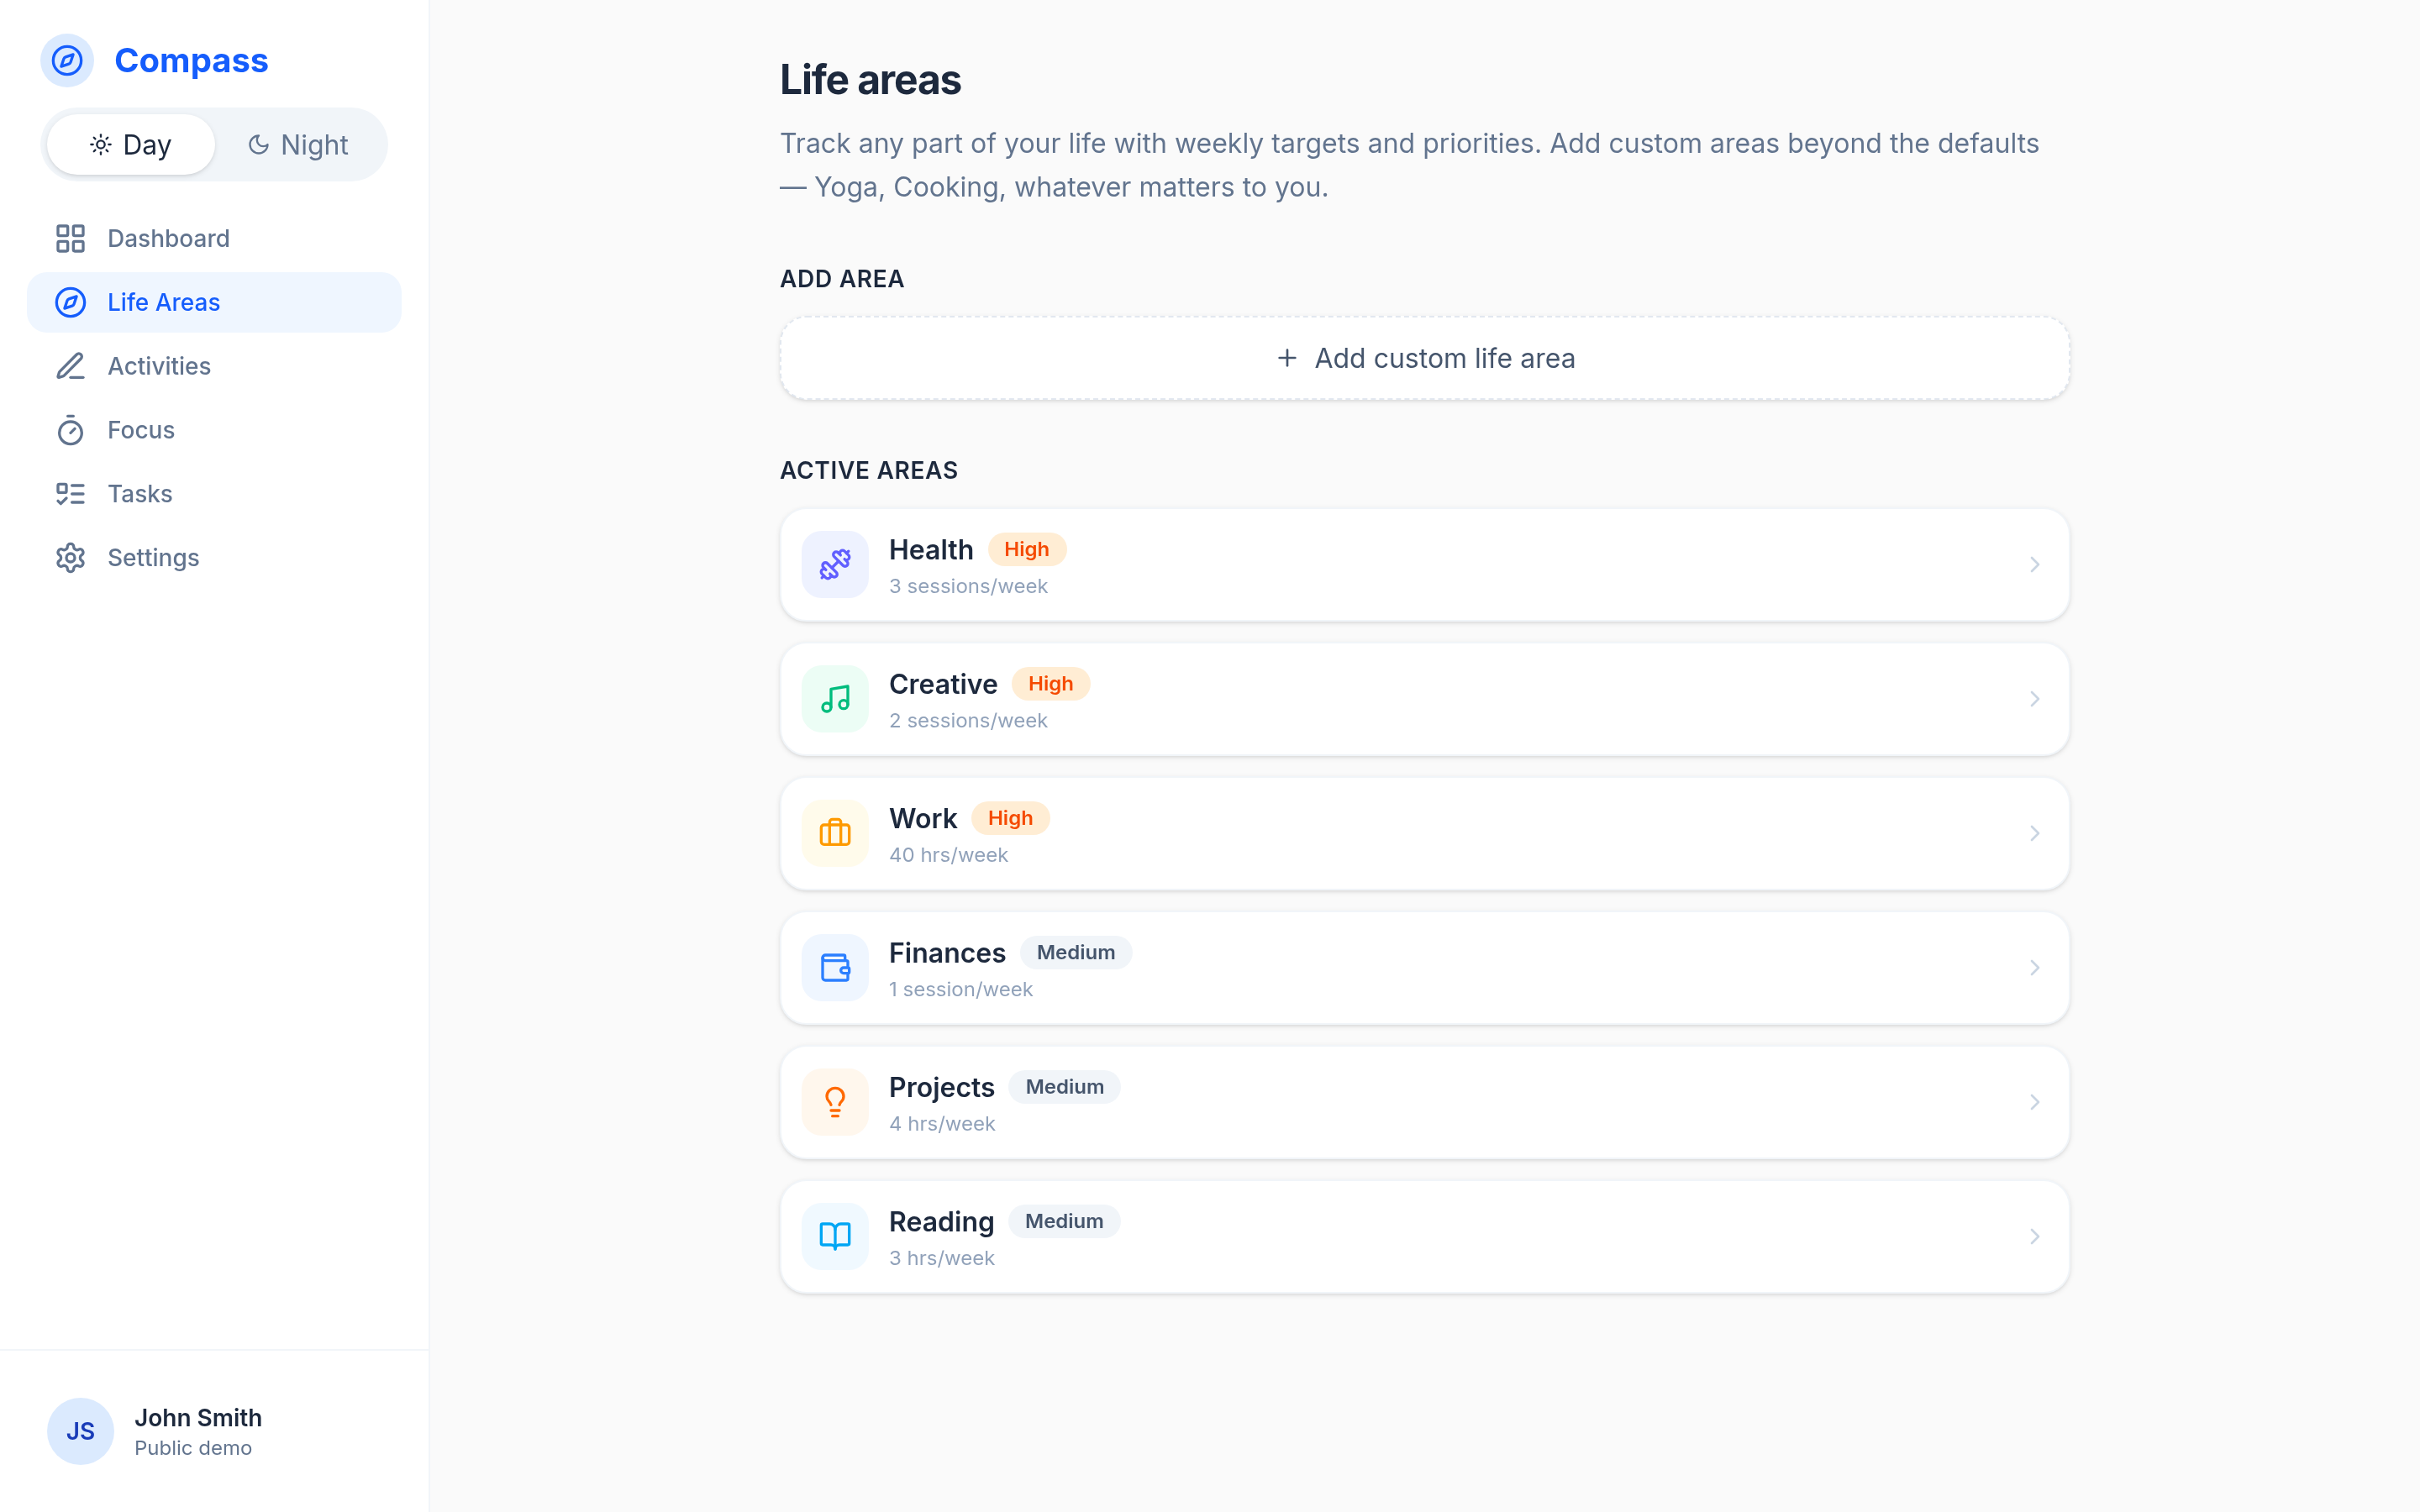 Compass
Day
Night
Dashboard
Life Areas
Activities
Focus
Tasks
Settings
John Smith
JS
Public demo
Life areas
Track any part of your life with weekly targets and priorities. Add custom areas beyond the defaults
— Yoga, Cooking, whatever matters to you.
ADD AREA
+ Add custom life area
ACTIVE AREAS
Health High
3 sessions/week
Creative High
2 sessions/week
Work High
40 hrs/week
Finances Medium
1 session/week
Projects Medium
4 hrs/week
Reading Medium
3 hrs/week